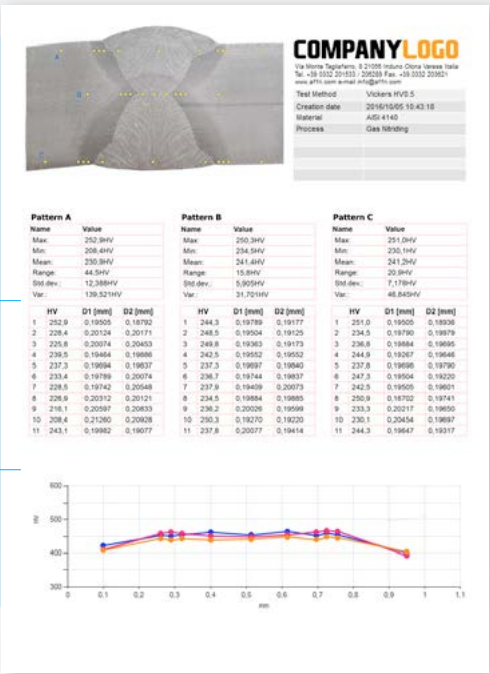 A
B
C
COMPANYLOGO
Via Monte Tagliaferro, 9 21056 Induno Olona Varese Italia
Tel. +39 0332 201533 / 206289 Fax. +39 0332 203621
www.affri.com e-mail info@affri.com
Test Method Vickers HV0.5
Creation date 2016/10/05 10:43:10
Material AISI 4140
Process Gas Nitriding
Pattern A
Name Value
Max: 252,9HV
Min: 208,4HV
Mean: 230,9HV
Range: 44,5HV
Std.dev.: 12,388HV
Var.: 139,521HV
HV D1 [mm] D2 [mm]
1 252,9 0,19505 0,18792
2 228,4 0,20124 0,20171
3 225,8 0,20074 0,20453
4 239,5 0,19464 0,19886
5 237,3 0,19694 0,19837
6 233,4 0,19789 0,20074
7 228,5 0,19742 0,20548
8 226,9 0,20312 0,20121
9 216,1 0,20597 0,20833
10 208,4 0,21260 0,20928
11 243,1 0,19982 0,19077
Pattern B
Name Value
Max: 250,3HV
Min: 234,5HV
Mean: 241,4HV
Range: 15,8HV
Std.dev.: 5,905HV
Var.: 31,701HV
HV D1 [mm] D2 [mm]
1 244,3 0,19789 0,19177
2 248,5 0,19504 0,19125
3 249,8 0,19363 0,19173
4 242,5 0,19552 0,19552
5 237,3 0,19697 0,19840
6 236,7 0,19744 0,19837
7 237,9 0,19409 0,20073
8 234,5 0,19884 0,19885
9 236,2 0,20026 0,19599
10 250,3 0,19270 0,19220
11 237,8 0,20077 0,19414
Pattern C
Name Value
Max: 251,0HV
Min: 230,1HV
Mean: 241,2HV
Range: 20,9HV
Std.dev.: 7,178HV
Var.: 46,845HV
HV D1 [mm] D2 [mm]
1 251,0 0,19505 0,18936
2 234,5 0,19790 0,19979
3 236,8 0,19884 0,19695
4 244,9 0,19267 0,19646
5 237,8 0,19698 0,19790
6 247,3 0,19504 0,19220
7 242,5 0,19505 0,19601
8 250,9 0,18702 0,19741
9 233,3 0,20217 0,19650
10 230,1 0,20454 0,19697
11 244,3 0,19647 0,19317
600
500
400
300
HV
0 0,1 0,2 0,3 0,4 0,5 0,6 0,7 0,8 0,9 1 1,1
mm